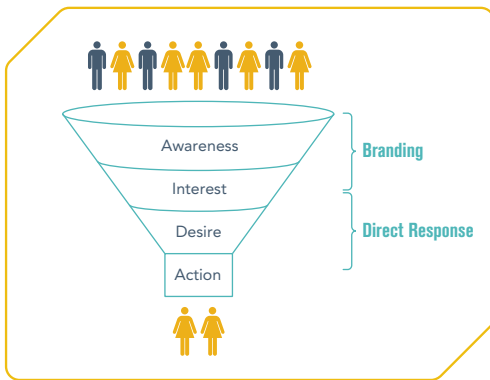 Awareness
Branding
Interest
Desire
Direct Response
Action